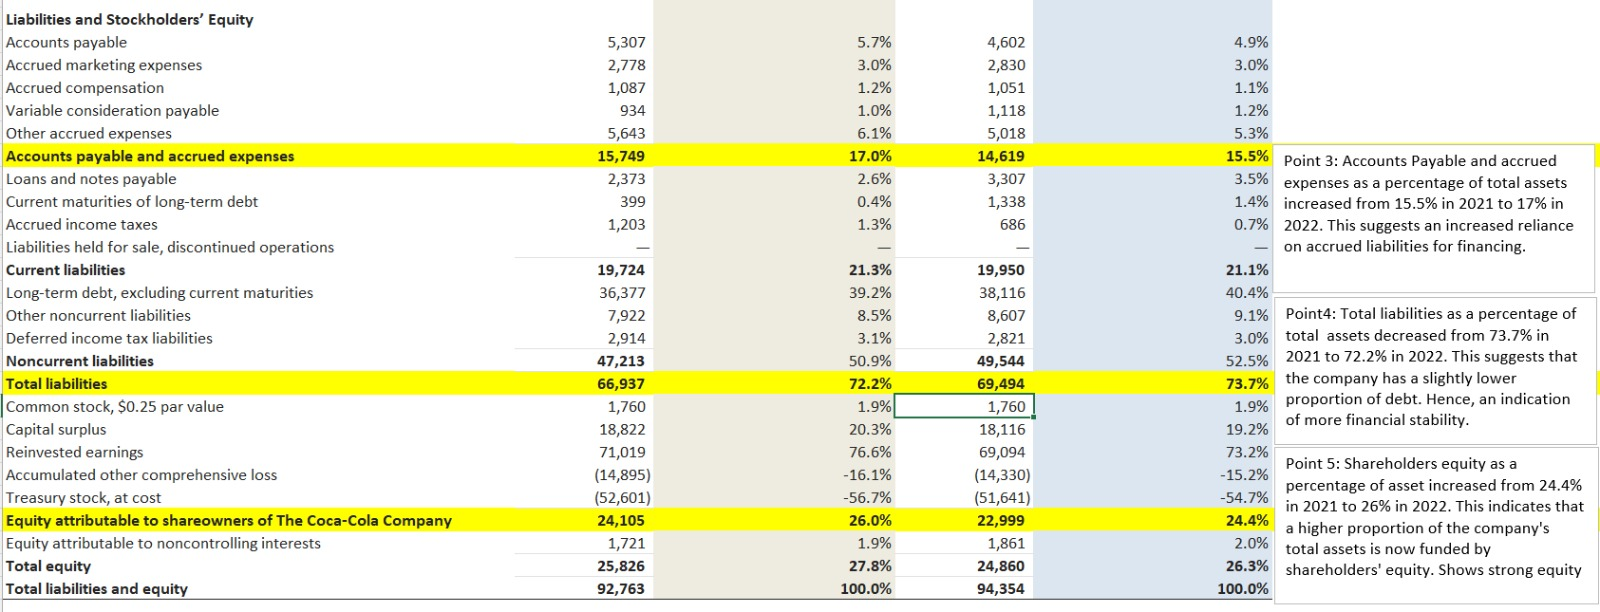 Liabilities and Stockholders’ Equity
Accounts payable 5,307 5.7% 4,602 4.9%
Accrued marketing expenses 2,778 3.0% 2,830 3.0%
Accrued compensation 1,087 1.2% 1,051 1.1%
Variable consideration payable 934 1.0% 1,118 1.2%
Other accrued expenses 5,643 6.1% 5,018 5.3%
Accounts payable and accrued expenses 15,749 17.0% 14,619 15.5%
Loans and notes payable 2,373 2.6% 3,307 3.5%
Current maturities of long-term debt 399 0.4% 1,338 1.4%
Accrued income taxes 1,203 1.3% 686 0.7%
Liabilities held for sale, discontinued operations — — — —
Current liabilities 19,724 21.3% 19,950 21.1%
Long-term debt, excluding current maturities 36,377 39.2% 38,116 40.4%
Other noncurrent liabilities 7,922 8.5% 8,607 9.1%
Deferred income tax liabilities 2,914 3.1% 2,821 3.0%
Noncurrent liabilities 47,213 50.9% 49,544 52.5%
Total liabilities 66,937 72.2% 69,494 73.7%
Common stock, $0.25 par value 1,760 1.9% 1,760 1.9%
Capital surplus 18,822 20.3% 18,116 19.2%
Reinvested earnings 71,019 76.6% 69,094 73.2%
Accumulated other comprehensive loss (14,895) -16.1% (14,330) -15.2%
Treasury stock, at cost (52,601) -56.7% (51,641) -54.7%
Equity attributable to shareowners of The Coca-Cola Company 24,105 26.0% 22,999 24.4%
Equity attributable to noncontrolling interests 1,721 1.9% 1,861 2.0%
Total equity 25,826 27.8% 24,860 26.3%
Total liabilities and equity 92,763 100.0% 94,354 100.0%
Point 3: Accounts Payable and accrued
expenses as a percentage of total assets
increased from 15.5% in 2021 to 17% in
2022. This suggests an increased reliance
on accrued liabilities for financing.
Point4: Total liabilities as a percentage of
total assets decreased from 73.7% in
2021 to 72.2% in 2022. This suggests that
the company has a slightly lower
proportion of debt. Hence, an indication
of more financial stability.
Point 5: Shareholders equity as a
percentage of asset increased from 24.4%
in 2021 to 26% in 2022. This indicates that
a higher proportion of the company's
total assets is now funded by
shareholders' equity. Shows strong equity